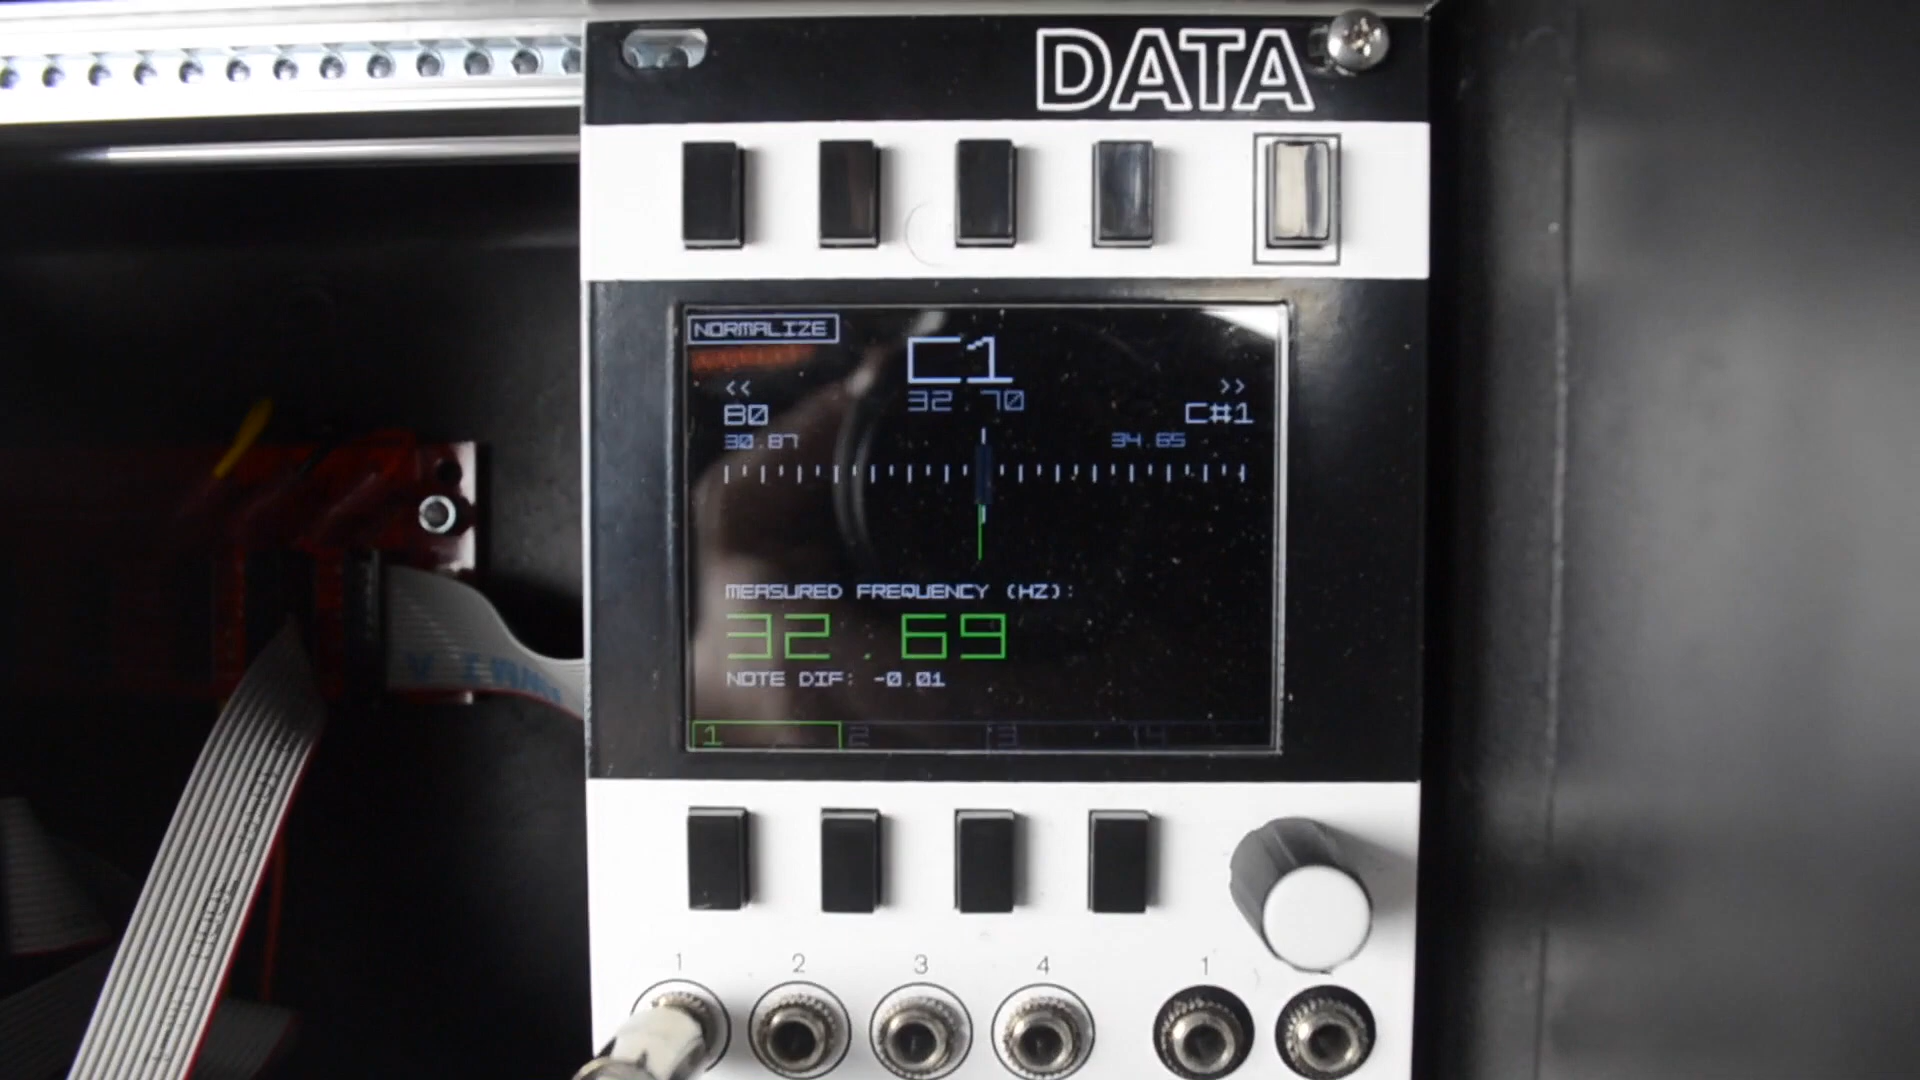 DATA
NORMALIZE
C1
<< 32.70 >>
B0 C#1
30.87 34.65
MEASURED FREQUENCY (HZ):
32.69
NOTE DIF: -0.01
1 2 3 4
1 2 3 4 1